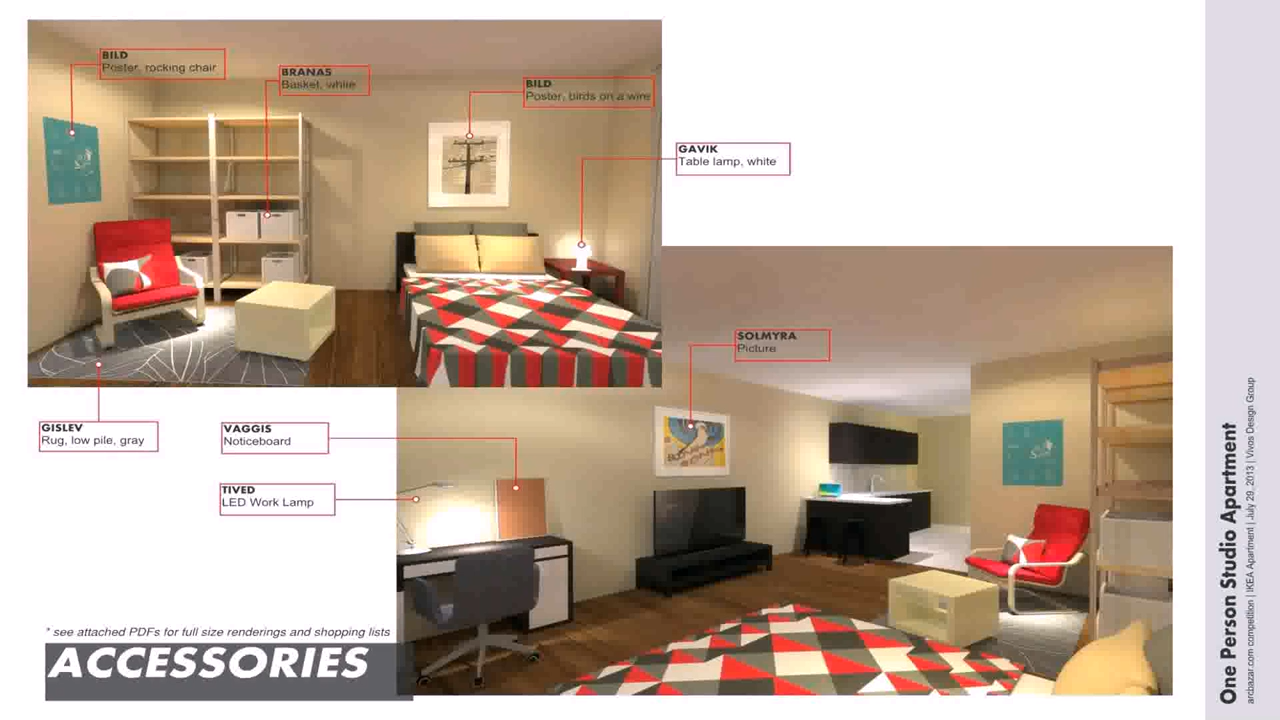 BILD
Poster, rocking chair
BRANAS
Basket, white
BILD
Poster, birds on a wire
GAVIK
Table lamp, white
SOLMYRA
Picture
GISLEV
Rug, low pile, gray
VAGGIS
Noticeboard
TIVED
LED Work Lamp
* see attached PDFs for full size renderings and shopping lists
ACCESSORIES
One Person Studio Apartment
arcbazar.com competition | IKEA Apartment | July 29, 2013 | Vivos Design Group